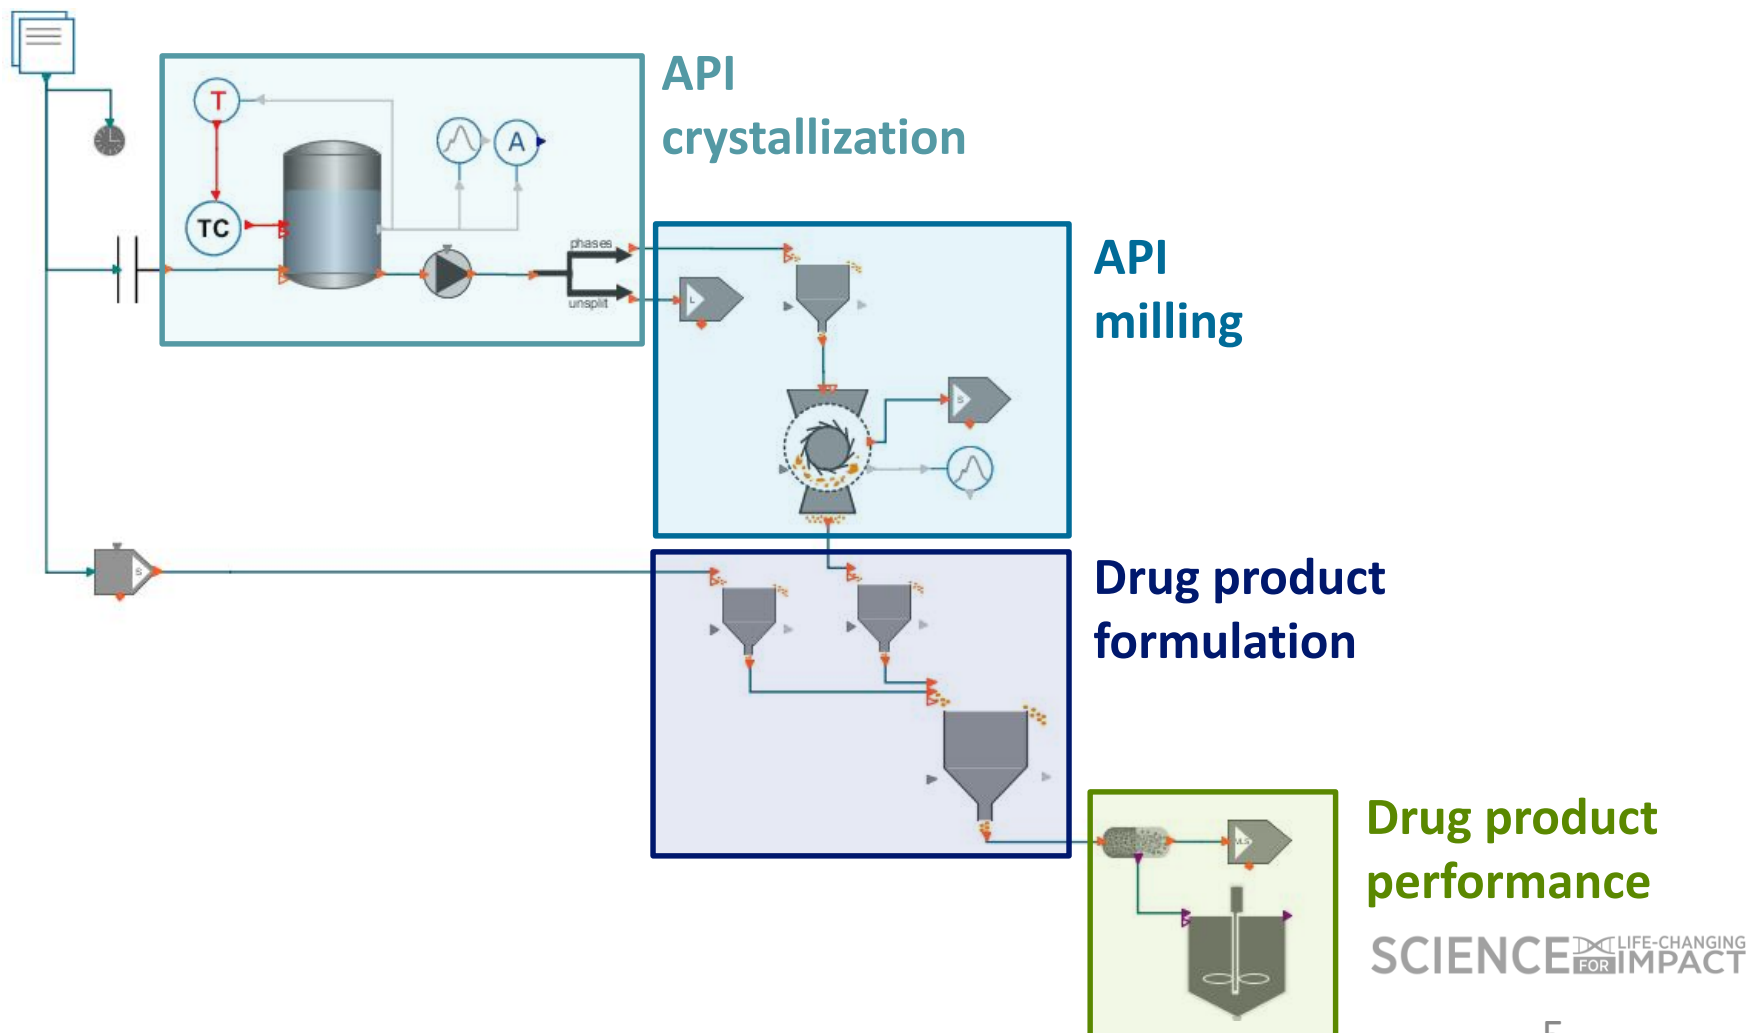 API
crystallization
T
A
TC
phases
unsplit
L
API
milling
S
S
Drug product
formulation
Drug product
performance
SCIENCE FOR LIFE-CHANGING IMPACT